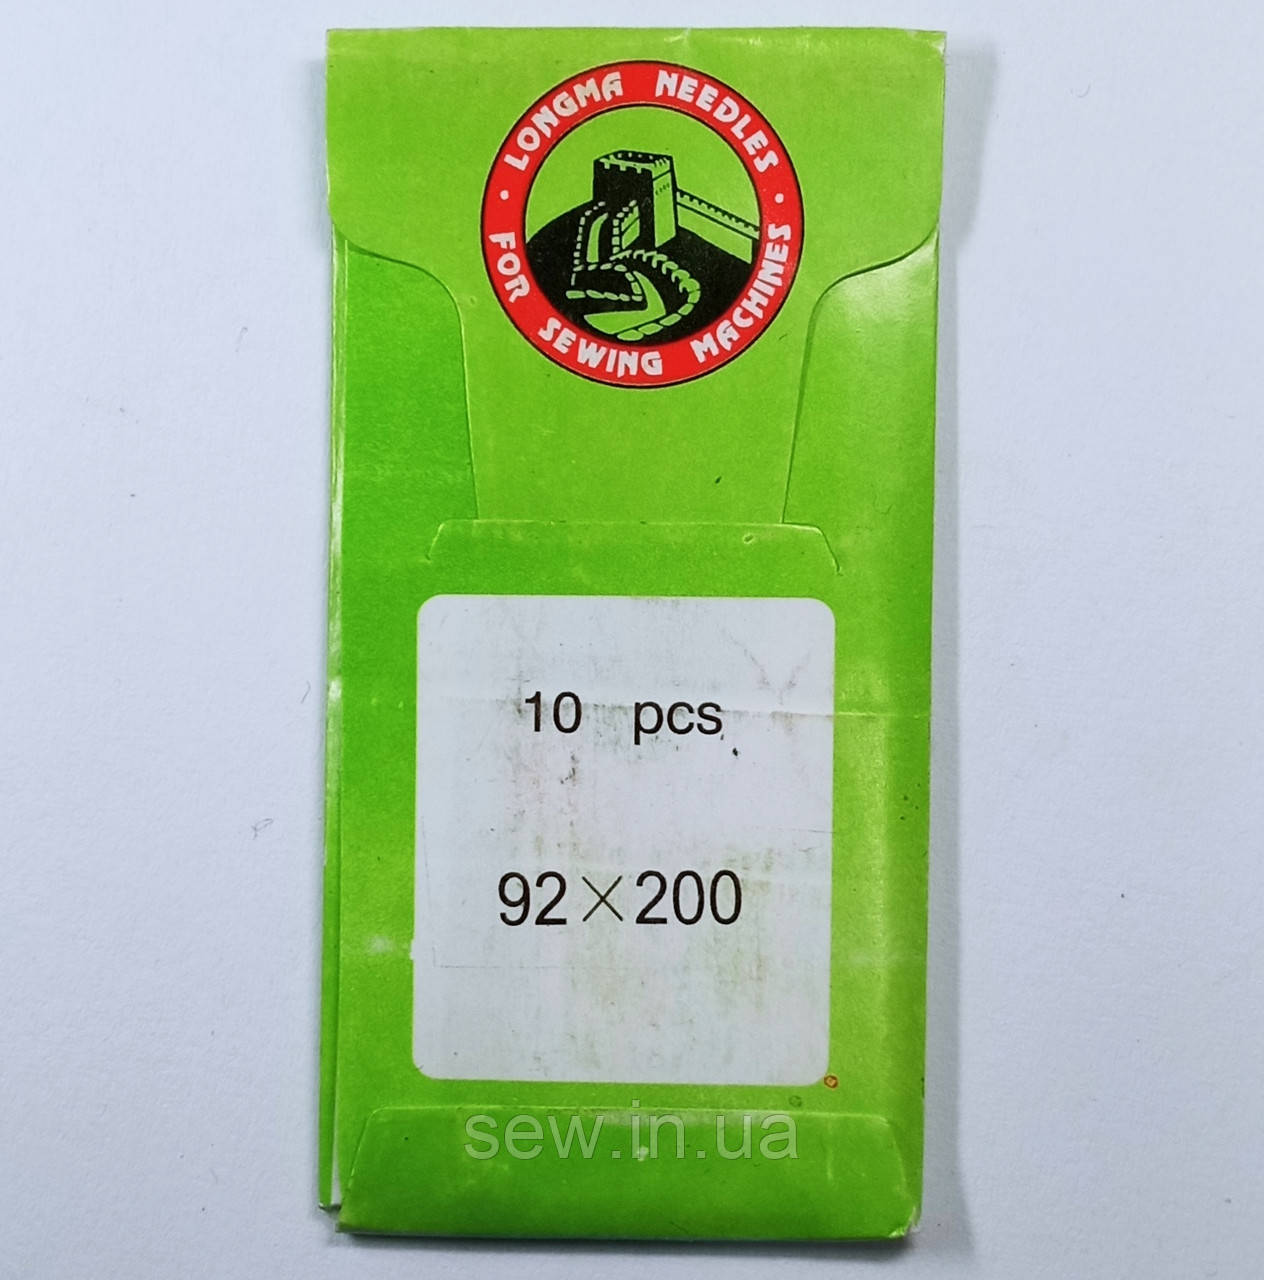 · LONGMA NEEDLES ·
FOR SEWING MACHINES
10 pcs
92×200
sew.in.ua